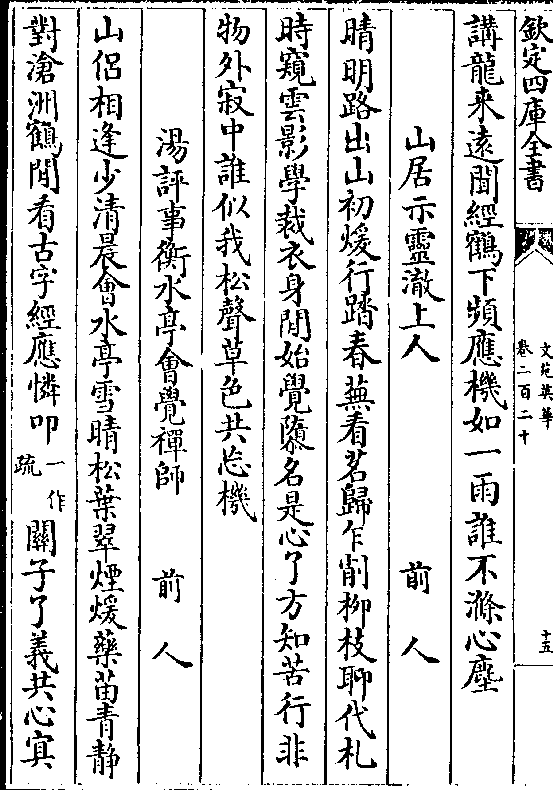 欽定四庫全書
文苑英華
卷二百二十
十五
講龍來遠聞經鶴下頻應機如一雨誰不滌心塵
山居示靈澈上人 前人
晴明路出山初煖行踏春蕪看茗歸乍削柳枝聊代札
時窺雲影學裁衣身閒始覺隳名是心了方知苦行非
物外寂中誰似我松聲草色共忘機
湯評事衡水亭會覺禪師 前人
山侶相逢少清晨會水亭雪晴松葉翠煙煖藥苗青静
對滄洲鶴閒看古字經應憐叩一作疏關子了義共心冥